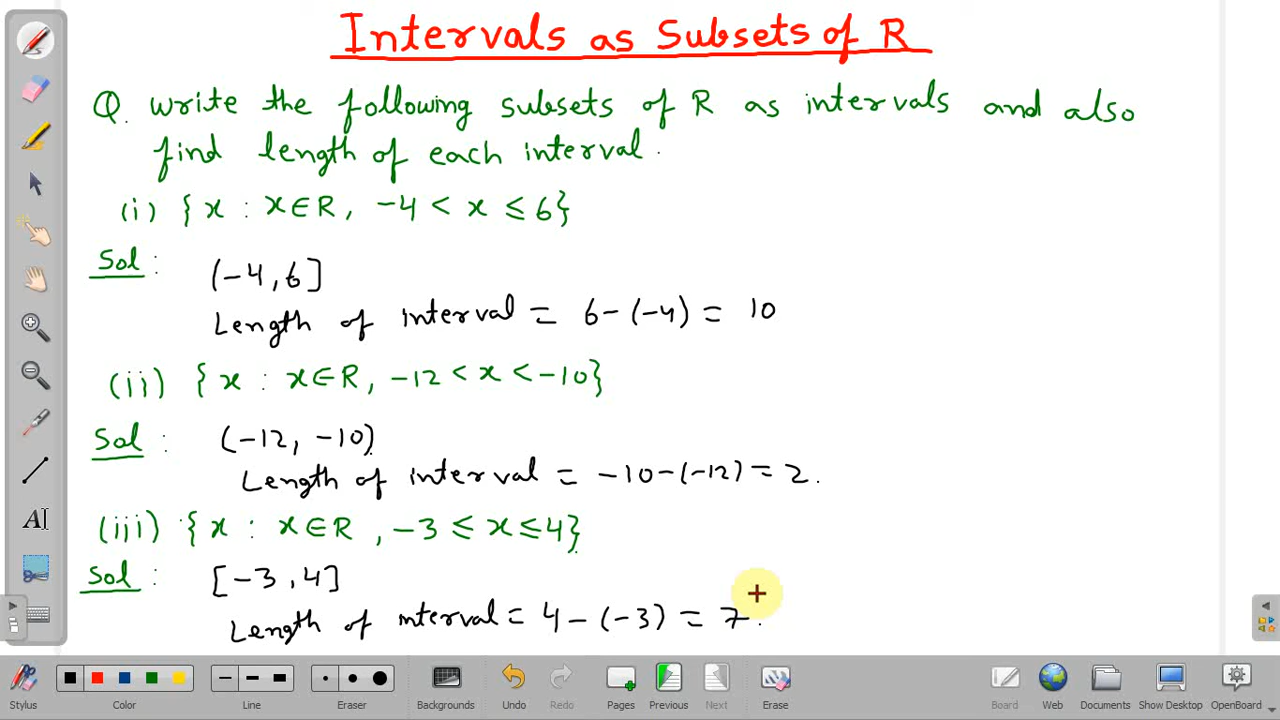 Intervals as Subsets of R
Q. write the following subsets of R as intervals and also
find length of each interval.
(i) {x : x∈R, -4 < x ≤ 6}
Sol :
(-4, 6]
Length of interval = 6-(-4) = 10
(ii) {x : x∈R, -12 < x < -10}
Sol :
(-12, -10)
Length of interval = -10-(-12) = 2.
(iii) {x : x∈R, -3 ≤ x ≤ 4}
Sol :
[-3, 4]
Length of interval = 4-(-3) = 7.
Stylus Color Line Eraser Backgrounds Undo Redo Pages Previous Next Erase Board Web Documents Show Desktop OpenBoard